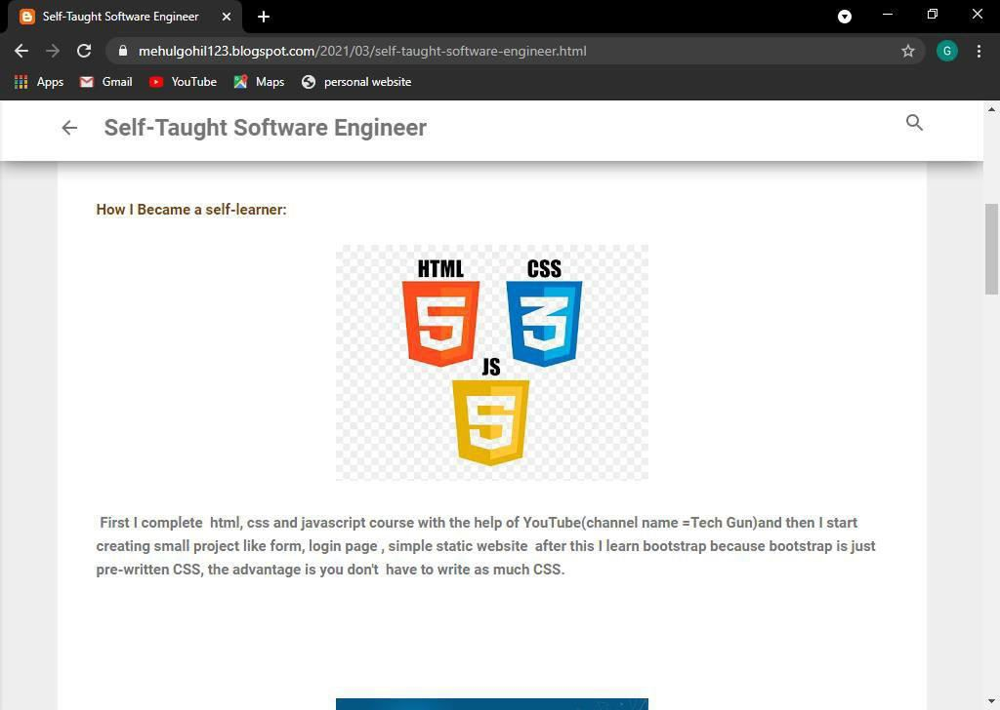 Self-Taught Software Engineer
mehulgohil123.blogspot.com/2021/03/self-taught-software-engineer.html
G
Apps Gmail YouTube Maps personal website
Self-Taught Software Engineer
How I Became a self-learner:
HTML CSS
5 3
JS
5
First I complete  html, css and javascript course with the help of YouTube(channel name =Tech Gun)and then I start
creating small project like form, login page , simple static website  after this I learn bootstrap because bootstrap is just
pre-written CSS, the advantage is you don't  have to write as much CSS.